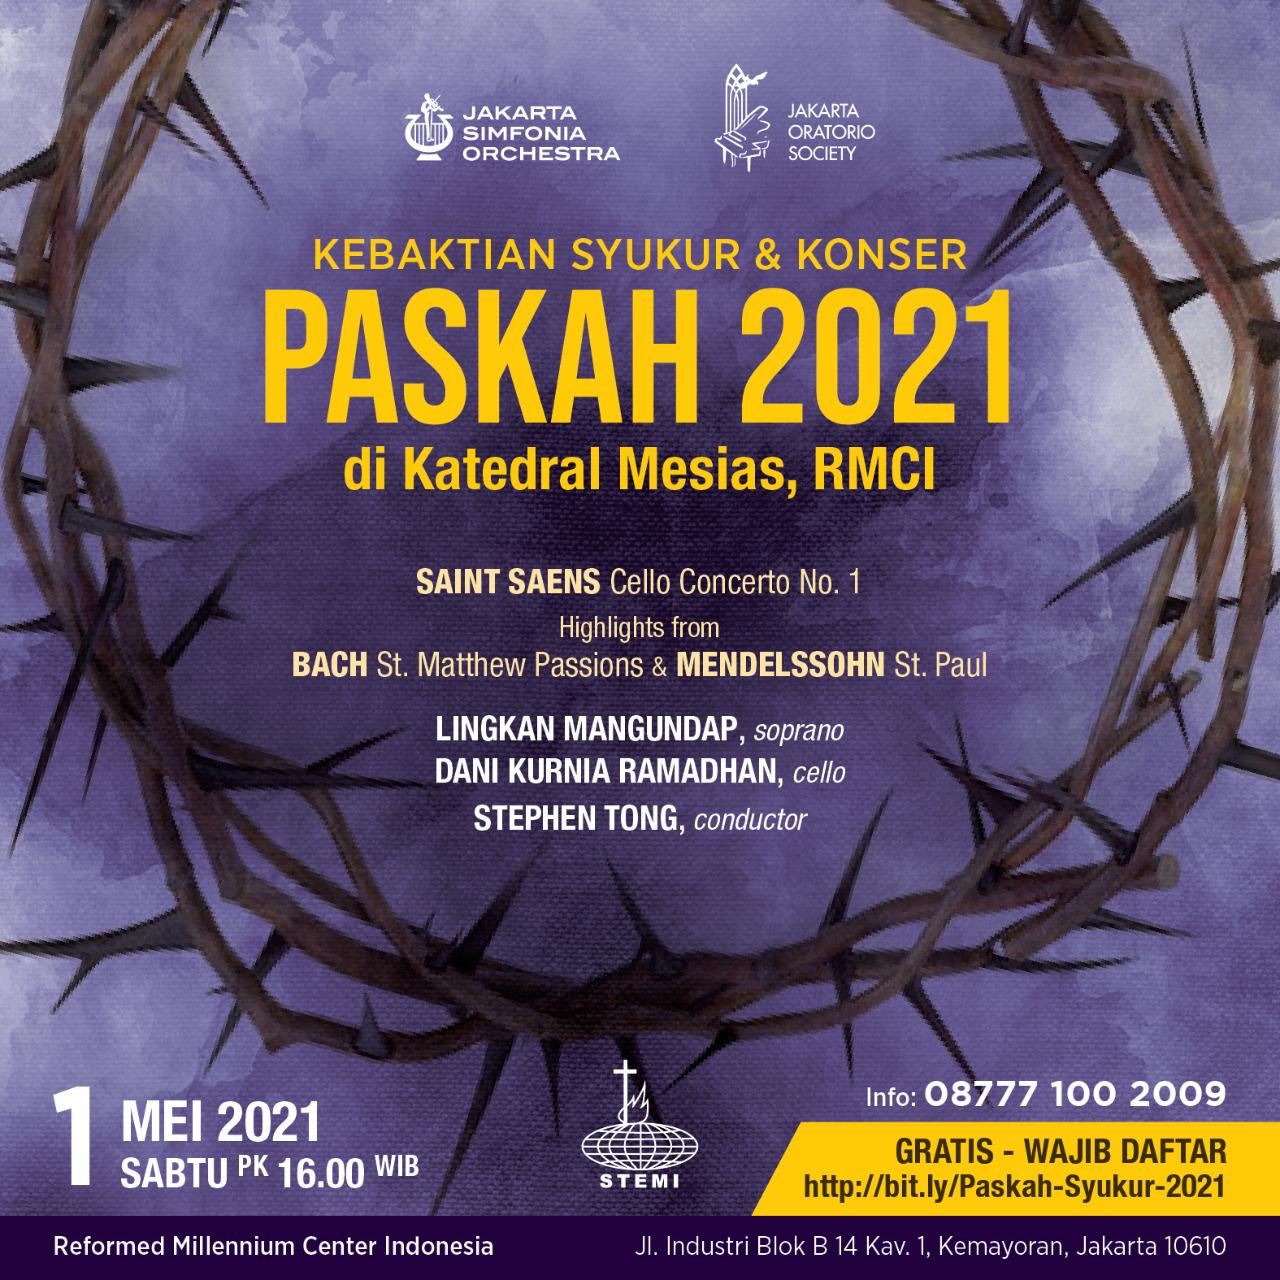 JAKARTA
SIMFONIA
ORCHESTRA
JAKARTA
ORATORIO
SOCIETY
KEBAKTIAN SYUKUR & KONSER
PASKAH 2021
di Katedral Mesias, RMCI
SAINT SAENS Cello Concerto No. 1
Highlights from
BACH St. Matthew Passions & MENDELSSOHN St. Paul
LINGKAN MANGUNDAP, soprano
DANI KURNIA RAMADHAN, cello
STEPHEN TONG, conductor
1 MEI 2021
SABTU PK 16.00 WIB
STEMI
Info: 08777 100 2009
GRATIS - WAJIB DAFTAR
http://bit.ly/Paskah-Syukur-2021
Reformed Millennium Center Indonesia
Jl. Industri Blok B 14 Kav. 1, Kemayoran, Jakarta 10610